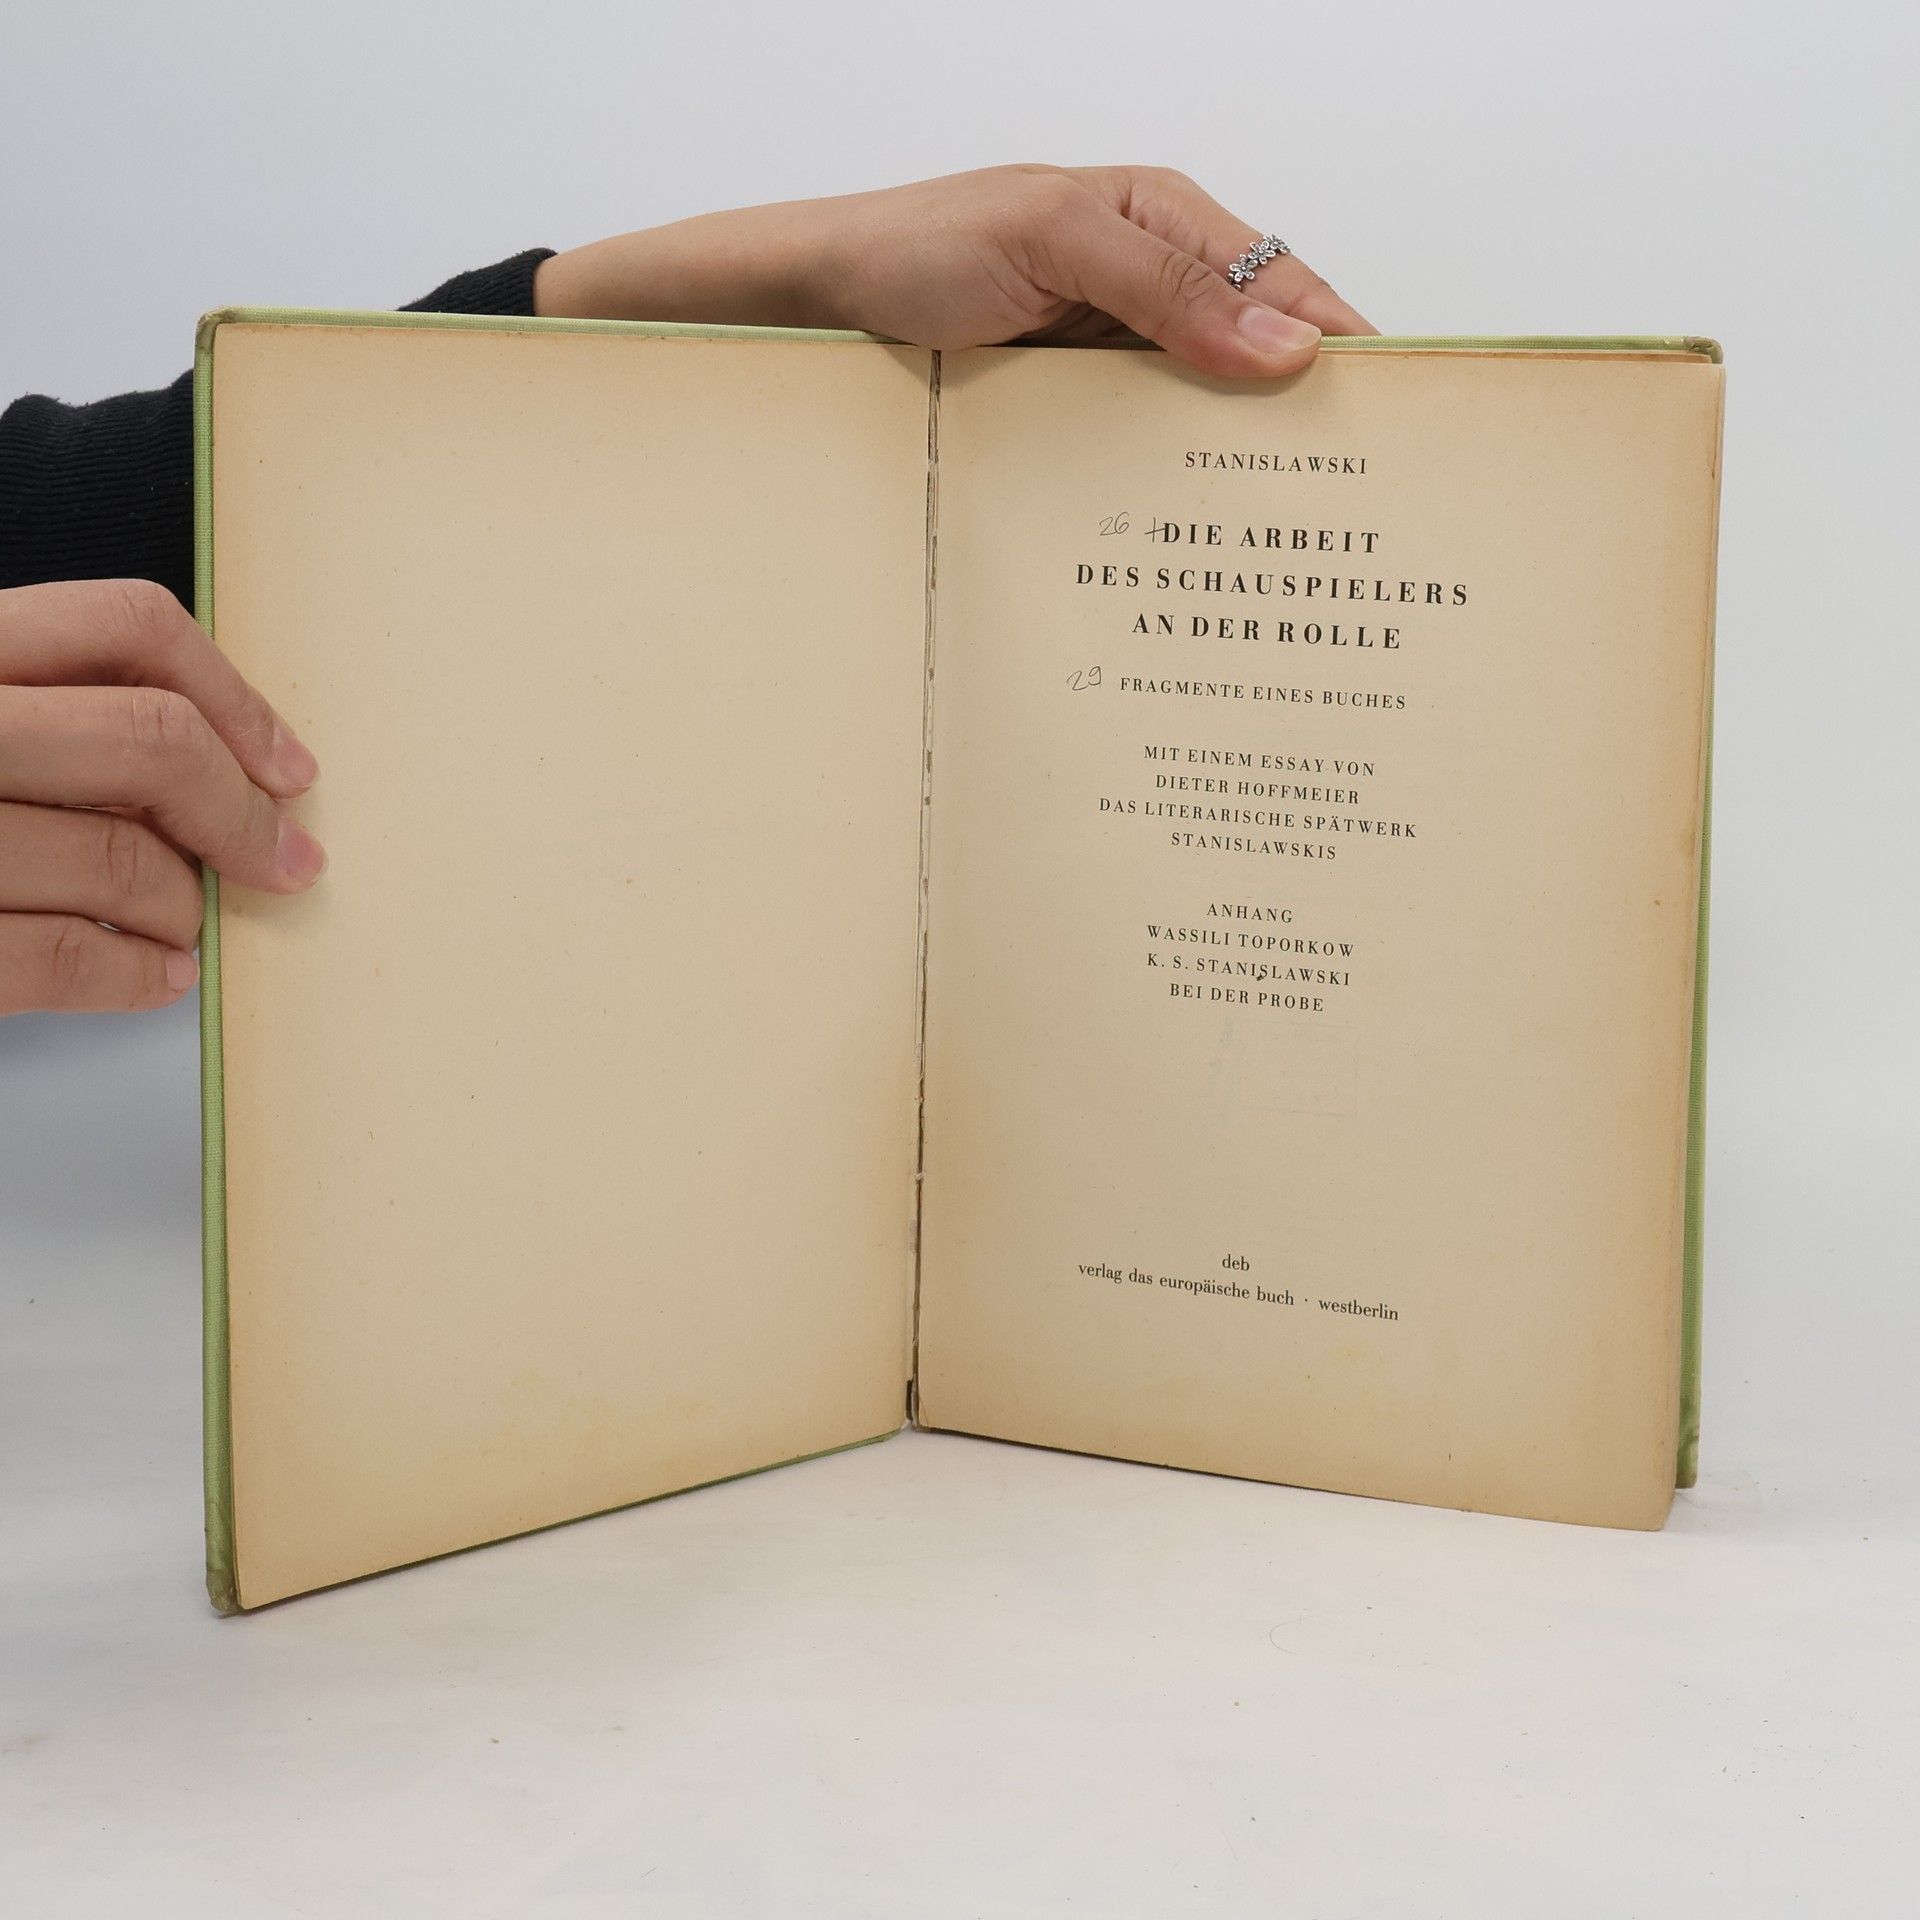 STANISLAWSKI
26 + DIE ARBEIT
DES SCHAUSPIELERS
AN DER ROLLE
29 FRAGMENTE EINES BUCHES
MIT EINEM ESSAY VON
DIETER HOFFMEIER
DAS LITERARISCHE SPÄTWERK
STANISLAWSKIS
ANHANG
WASSILI TOPORKOW
K. S. STANISLAWSKI
BEI DER PROBE
deb
verlag das europäische buch · westberlin